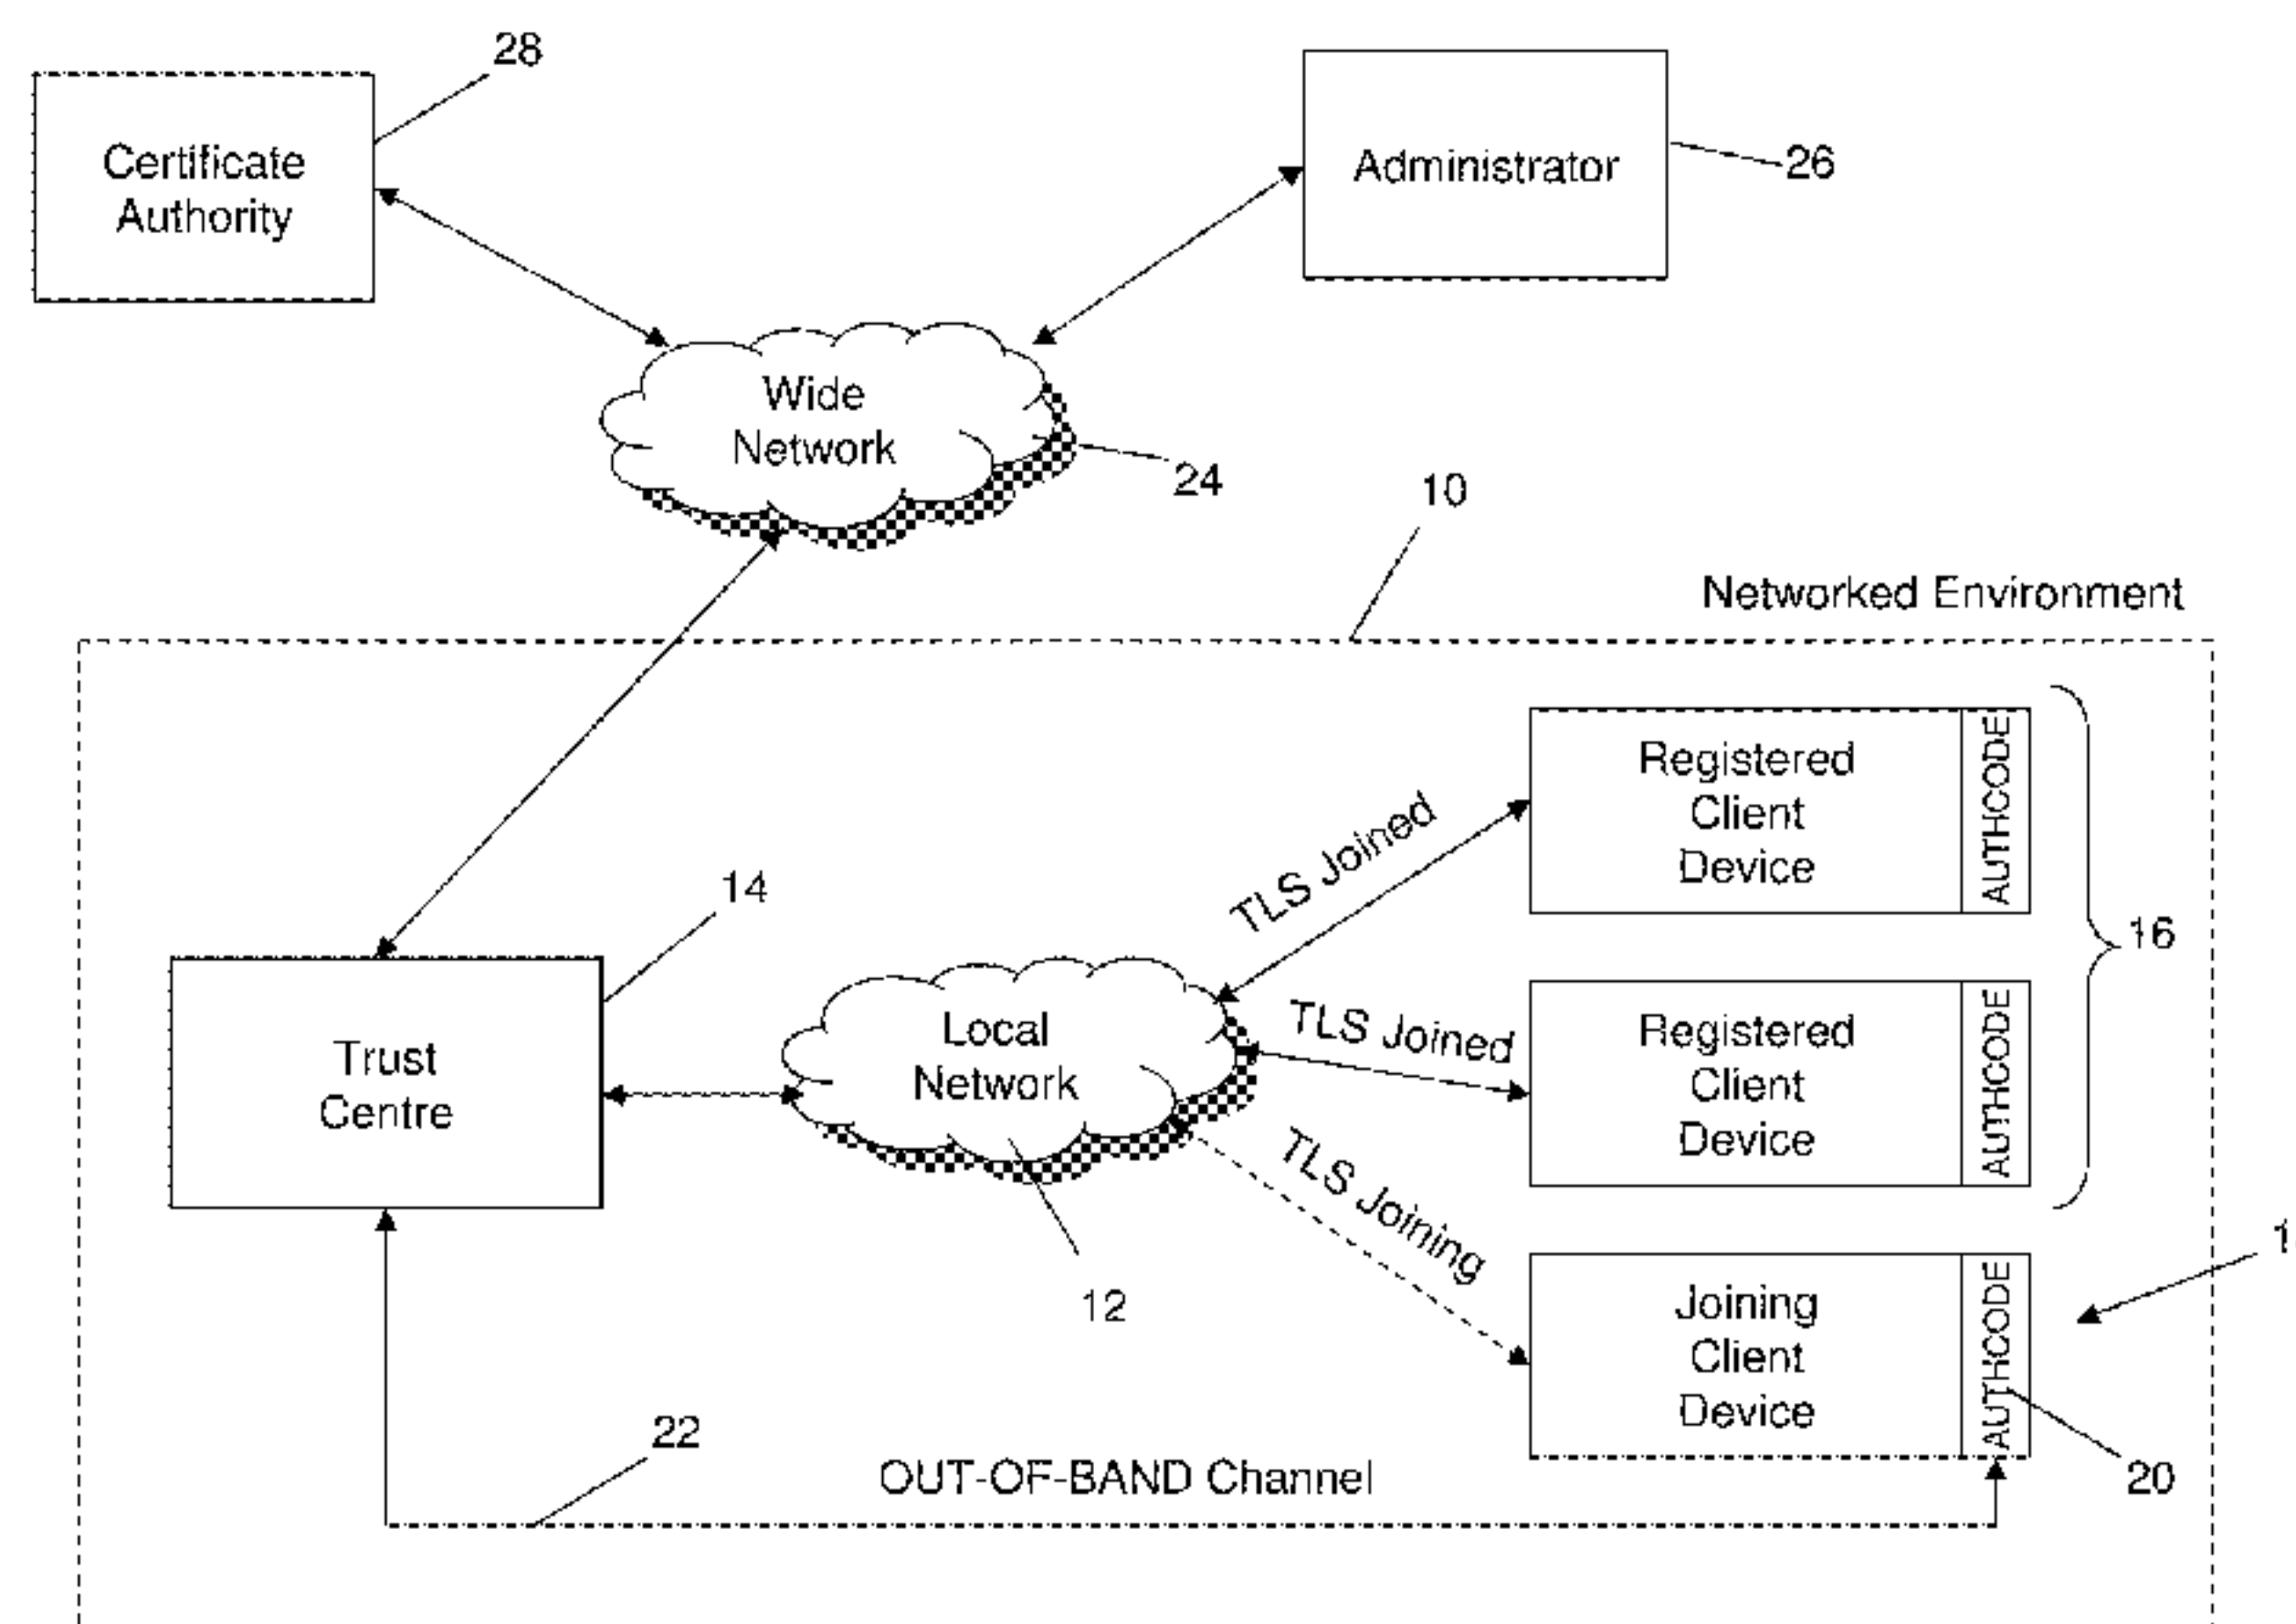 28
Certificate
Authority
Administrator
26
Wide
Network
24
10
Networked Environment
Registered
Client
Device
AUTHCODE
TLS Joined
14
16
Trust
Centre
Local
Network
TLS Joined
Registered
Client
Device
AUTHCODE
TLS Joining
12
1
Joining
Client
Device
AUTHCODE
22
OUT-OF-BAND Channel
20